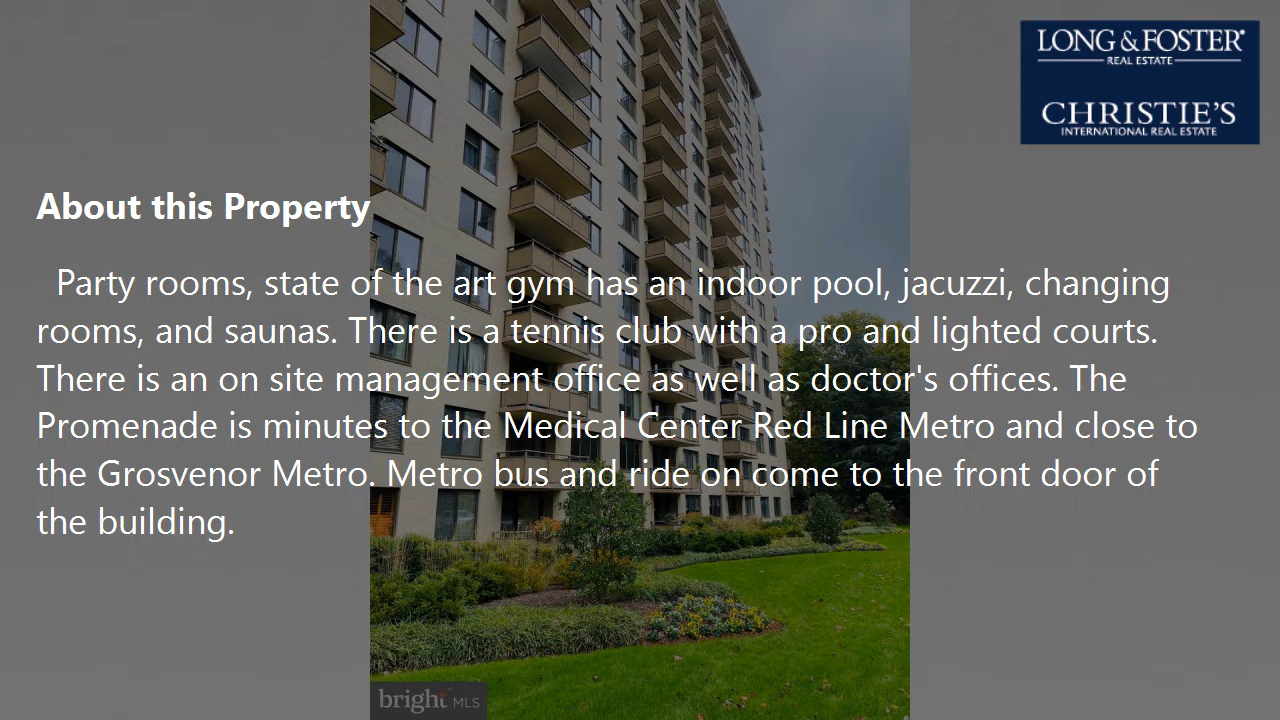 LONG & FOSTER®
REAL ESTATE
CHRISTIE'S
INTERNATIONAL REAL ESTATE
About this Property
Party rooms, state of the art gym has an indoor pool, jacuzzi, changing
rooms, and saunas. There is a tennis club with a pro and lighted courts.
There is an on site management office as well as doctor's offices. The
Promenade is minutes to the Medical Center Red Line Metro and close to
the Grosvenor Metro. Metro bus and ride on come to the front door of
the building.
bright MLS